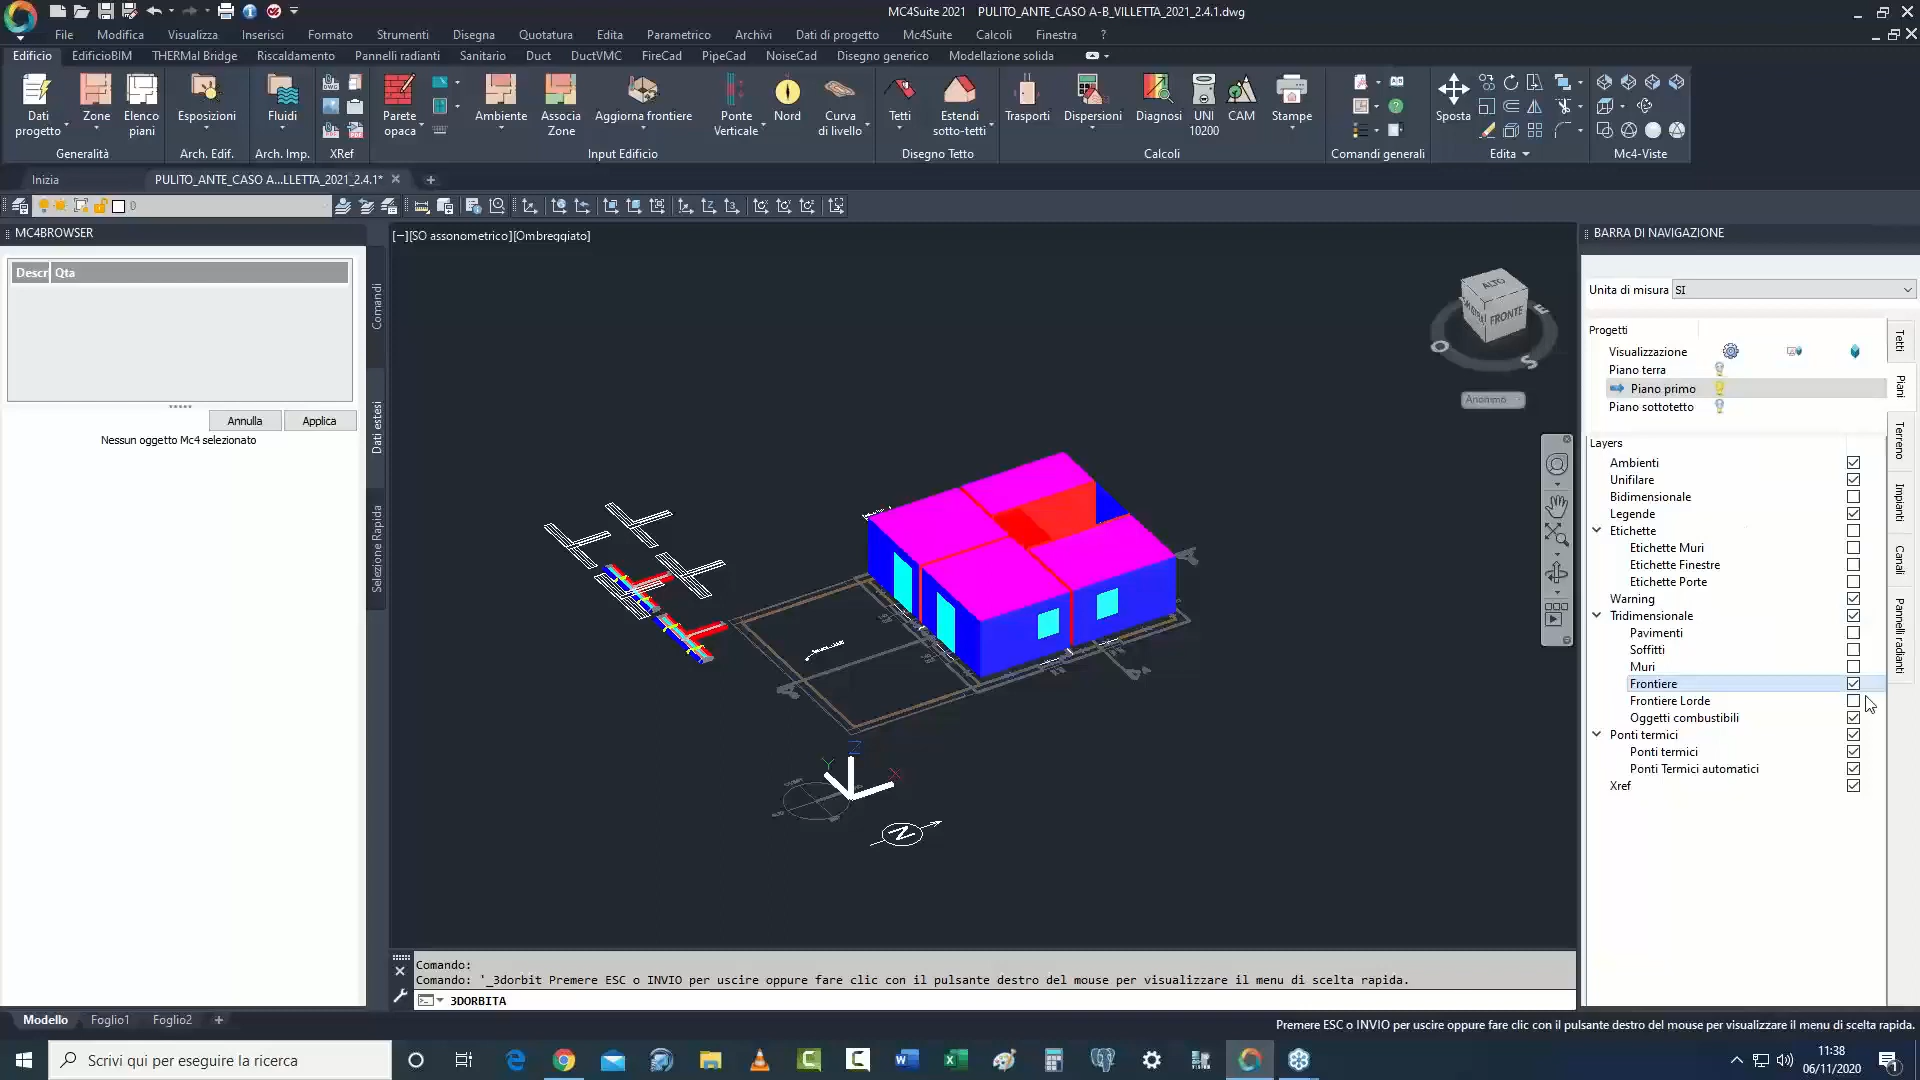 MC4Suite 2021 PULITO_ANTE_CASO A-B_VILLETTA_2021_2.4.1.dwg
File Modifica Visualizza Inserisci Formato Strumenti Disegna Quotatura Edita Parametrico Archivi Dati di progetto MC4Suite Calcoli Finestra ?
Edificio EdificioBIM THERMal Bridge Riscaldamento Pannelli radianti Sanitario Duct DuctVMC FireCad PipeCad NoiseCad Disegno generico Modellazione solida
Dati progetto Zone Elenco piani Esposizioni Fluidi Parete opaca Ambiente Associa Zone Aggiorna frontiere Ponte Verticale Nord Curva di livello Tetti Estendi sotto-tetti Trasporti Dispersioni Diagnosi UNI 10200 CAM Stampe Sposta
Generalità Arch. Edif. Arch. Imp. XRef Input Edificio Disegno Tetto Calcoli Comandi generali Edita Mc4-Viste
Inizia PULITO_ANTE_CASO A...LLETTA_2021_2.4.1*
0
MC4BROWSER
[−][SO assonometrico][Ombreggiato]
BARRA DI NAVIGAZIONE
Descr Qta
Annulla Applica
Nessun oggetto Mc4 selezionato
Comandi
Dati estesi
Selezione Rapida
ALTO
FRONTE
E
O
S
Anonimo
Z
Y
X
N
Unita di misura SI
Progetti
Visualizzazione
Piano terra
Piano primo
Piano sottotetto
Layers
Ambienti
Unifilare
Bidimensionale
Legende
Etichette
Etichette Muri
Etichette Finestre
Etichette Porte
Warning
Tridimensionale
Pavimenti
Soffitti
Muri
Frontiere
Frontiere Lorde
Oggetti combustibili
Ponti termici
Ponti termici
Ponti Termici automatici
Xref
Tetti
Piani
Terreno
Impianti
Canali
Pannelli radianti
Comando:
Comando: '_3dorbit Premere ESC o INVIO per uscire oppure fare clic con il pulsante destro del mouse per visualizzare il menu di scelta rapida.
3DORBITA
Modello Foglio1 Foglio2 +
Premere ESC o INVIO per uscire oppure fare clic con il pulsante destro del mouse per visualizzare il menu di scelta rapida.
Scrivi qui per eseguire la ricerca
11:38
06/11/2020
1